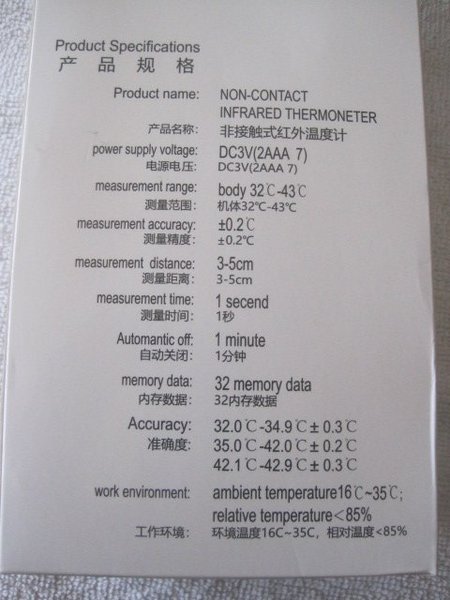 Product Specifications
产品规格
Product name: NON-CONTACT
INFRARED THERMONETER
产品名称: 非接触式红外温度计
power supply voltage: DC3V(2AAA 7)
电源电压: DC3V(2AAA 7)
measurement range: body 32℃-43℃
测量范围: 机体32℃-43℃
measurement accuracy: ±0.2℃
测量精度: ±0.2℃
measurement distance: 3-5cm
测量距离: 3-5cm
measurement time: 1 secend
测量时间: 1秒
Automantic off: 1 minute
自动关闭: 1分钟
memory data: 32 memory data
内存数据: 32内存数据
Accuracy: 32.0℃-34.9℃± 0.3℃
准确度: 35.0℃-42.0℃± 0.2℃
42.1℃-42.9℃± 0.3℃
work environment: ambient temperature16℃~35℃;
relative temperature<85%
工作环境: 环境温度16C~35C, 相对温度<85%